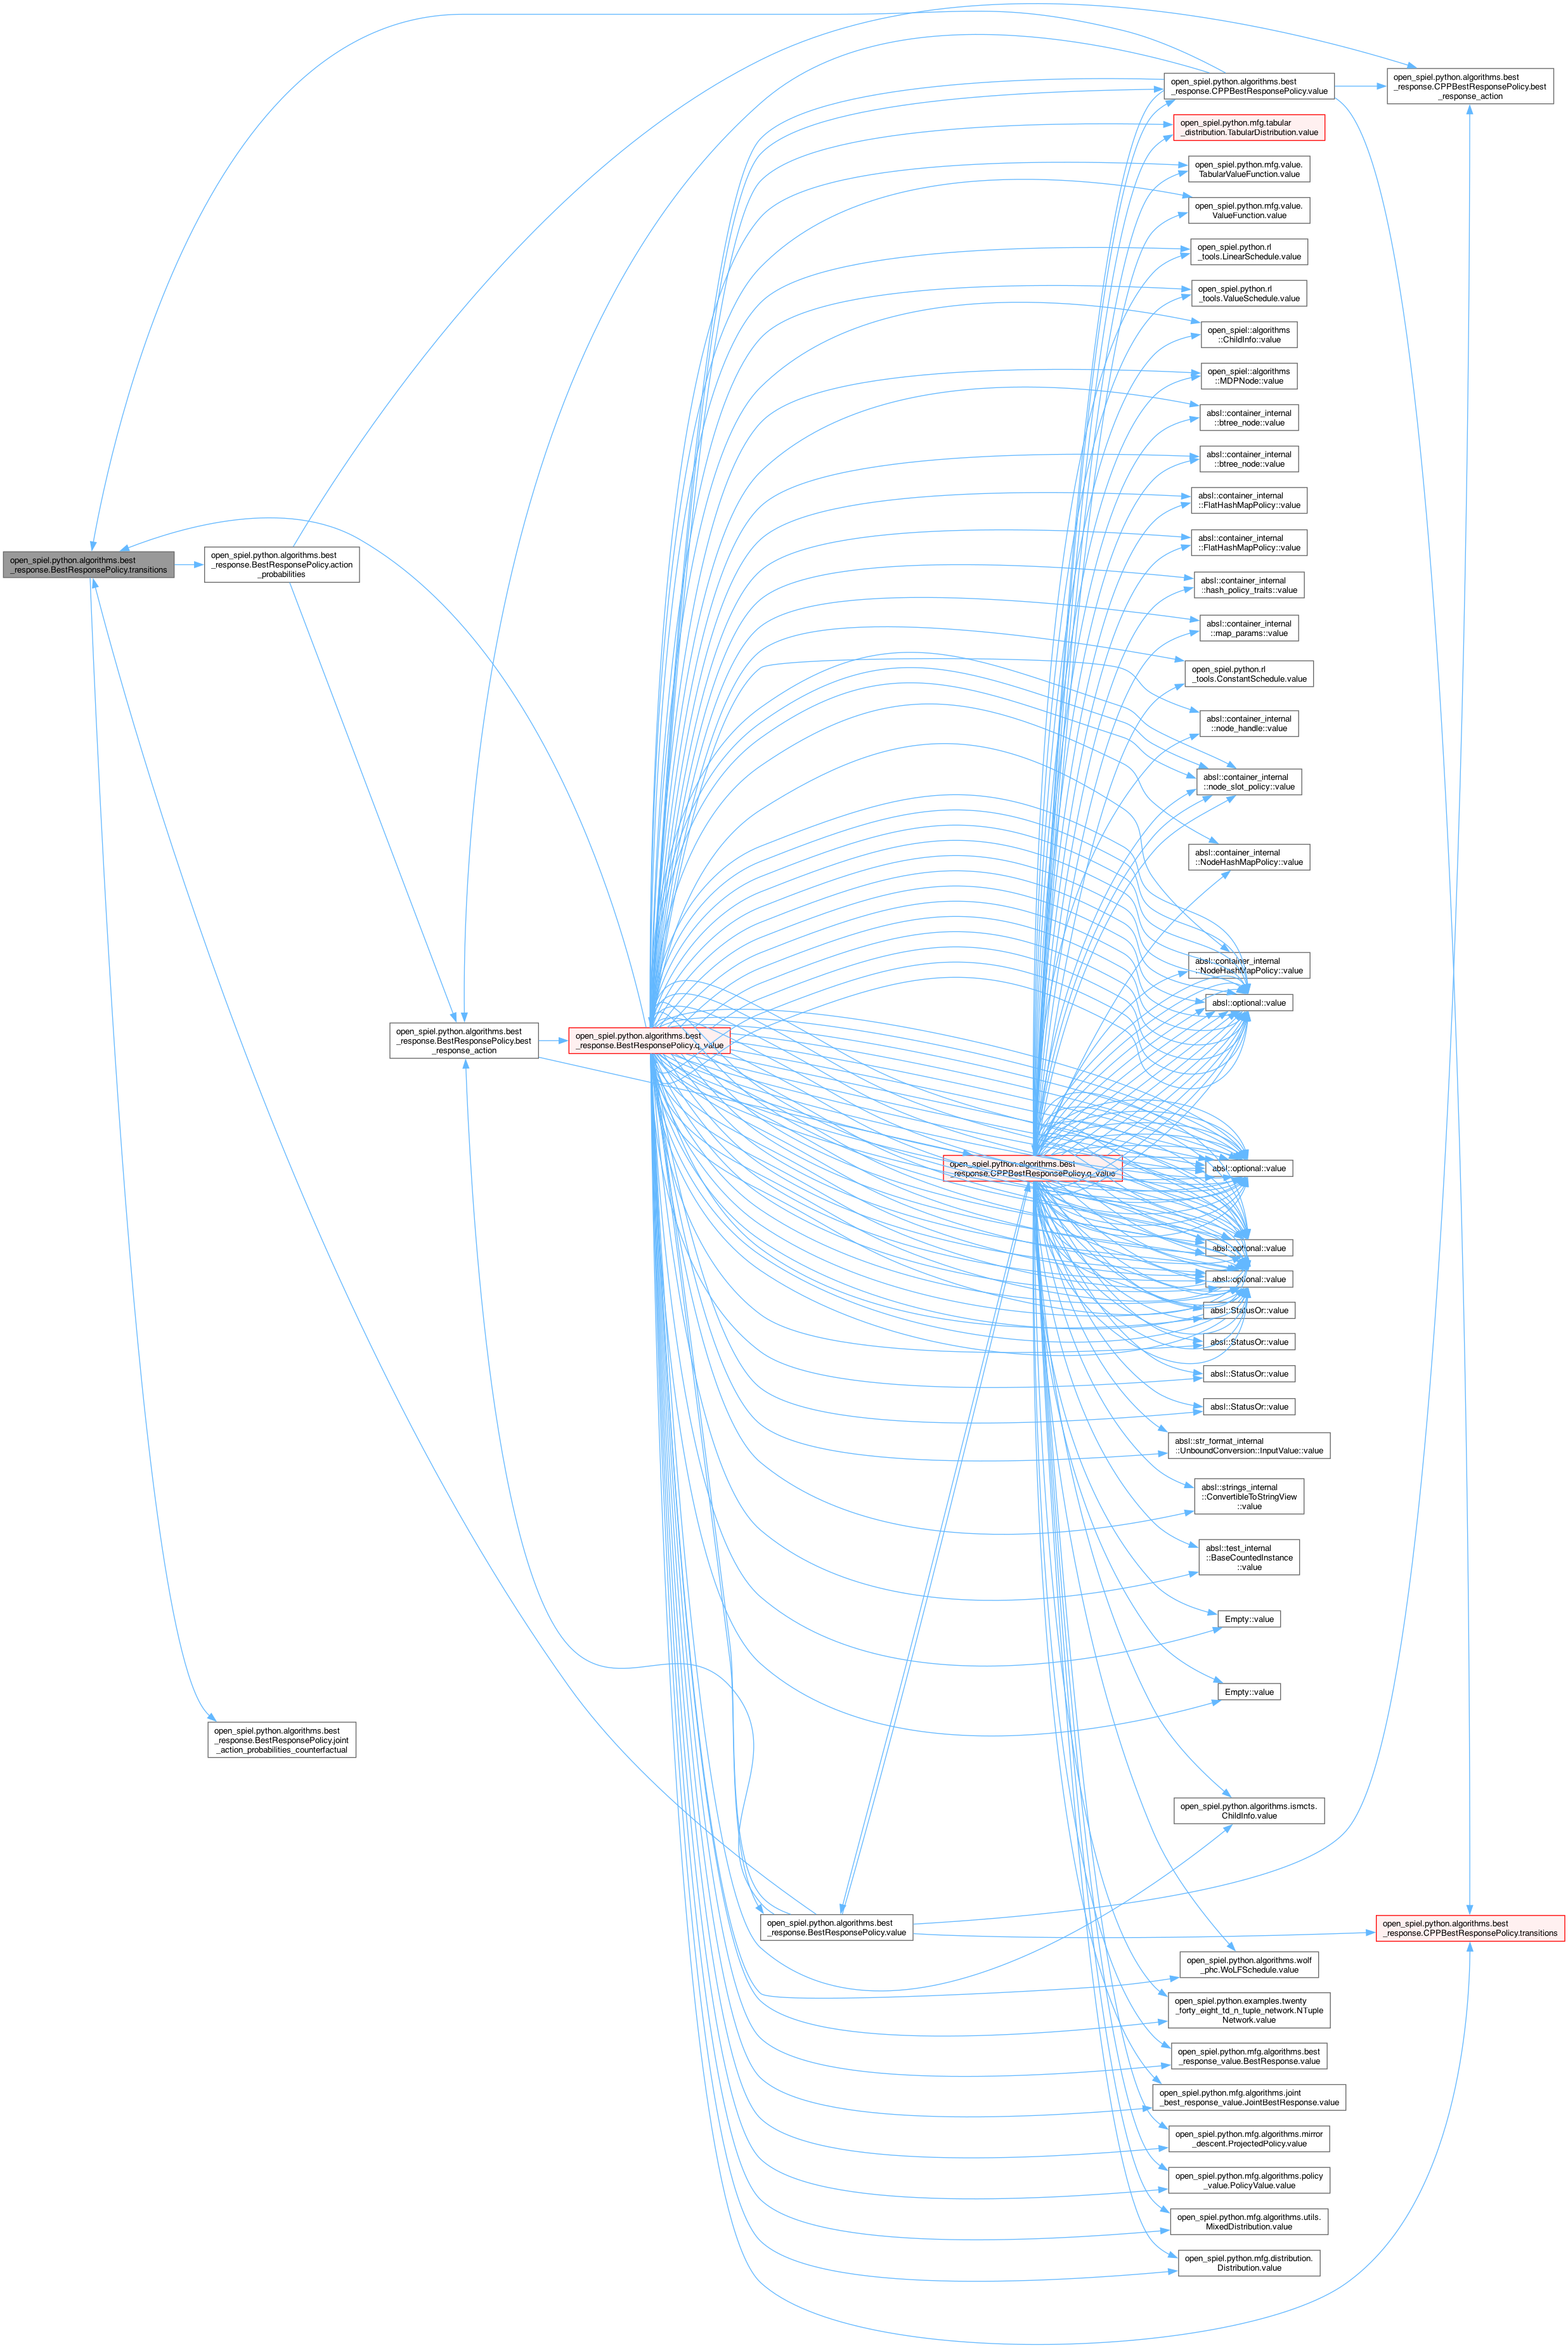 open_spiel.python.algorithms.best
_response.BestResponsePolicy.transitions
open_spiel.python.algorithms.best
_response.BestResponsePolicy.action
_probabilities
open_spiel.python.algorithms.best
_response.BestResponsePolicy.joint
_action_probabilities_counterfactual
open_spiel.python.algorithms.best
_response.BestResponsePolicy.best
_response_action
open_spiel.python.algorithms.best
_response.BestResponsePolicy.q_value
open_spiel.python.algorithms.best
_response.BestResponsePolicy.value
open_spiel.python.algorithms.best
_response.CPPBestResponsePolicy.q_value
open_spiel.python.algorithms.best
_response.CPPBestResponsePolicy.value
open_spiel.python.mfg.tabular
_distribution.TabularDistribution.value
open_spiel.python.mfg.value.
TabularValueFunction.value
open_spiel.python.mfg.value.
ValueFunction.value
open_spiel.python.rl
_tools.LinearSchedule.value
open_spiel.python.rl
_tools.ValueSchedule.value
open_spiel::algorithms
::ChildInfo::value
open_spiel::algorithms
::MDPNode::value
absl::container_internal
::btree_node::value
absl::container_internal
::btree_node::value
absl::container_internal
::FlatHashMapPolicy::value
absl::container_internal
::FlatHashMapPolicy::value
absl::container_internal
::hash_policy_traits::value
absl::container_internal
::map_params::value
open_spiel.python.rl
_tools.ConstantSchedule.value
absl::container_internal
::node_handle::value
absl::container_internal
::node_slot_policy::value
absl::container_internal
::NodeHashMapPolicy::value
absl::container_internal
::NodeHashMapPolicy::value
absl::optional::value
absl::optional::value
absl::optional::value
absl::optional::value
absl::StatusOr::value
absl::StatusOr::value
absl::StatusOr::value
absl::StatusOr::value
absl::str_format_internal
::UnboundConversion::InputValue::value
absl::strings_internal
::ConvertibleToStringView
::value
absl::test_internal
::BaseCountedInstance
::value
Empty::value
Empty::value
open_spiel.python.algorithms.ismcts.
ChildInfo.value
open_spiel.python.algorithms.wolf
_phc.WoLFSchedule.value
open_spiel.python.examples.twenty
_forty_eight_td_n_tuple_network.NTuple
Network.value
open_spiel.python.mfg.algorithms.best
_response_value.BestResponse.value
open_spiel.python.mfg.algorithms.joint
_best_response_value.JointBestResponse.value
open_spiel.python.mfg.algorithms.mirror
_descent.ProjectedPolicy.value
open_spiel.python.mfg.algorithms.policy
_value.PolicyValue.value
open_spiel.python.mfg.algorithms.utils.
MixedDistribution.value
open_spiel.python.mfg.distribution.
Distribution.value
open_spiel.python.algorithms.best
_response.CPPBestResponsePolicy.best
_response_action
open_spiel.python.algorithms.best
_response.CPPBestResponsePolicy.transitions